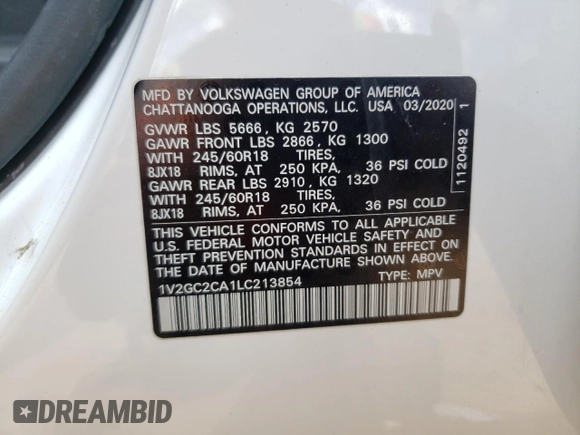 MFD BY VOLKSWAGEN GROUP OF AMERICA
CHATTANOOGA OPERATIONS, LLC. USA 03/2020
GVWR LBS 5666, KG 2570
GAWR FRONT LBS 2866, KG 1300
WITH 245/60R18 TIRES,
8JX18 RIMS, AT 250 KPA, 36 PSI COLD
GAWR REAR LBS 2910, KG 1320
WITH 245/60R18 TIRES,
8JX18 RIMS, AT 250 KPA, 36 PSI COLD
THIS VEHICLE CONFORMS TO ALL APPLICABLE
U.S. FEDERAL MOTOR VEHICLE SAFETY AND
THEFT PREVENTION STANDARDS IN EFFECT ON
DATE OF MANUFACTURE SHOWN ABOVE.
1V2GC2CA1LC213854 TYPE: MPV
1120492 1
DREAMBID